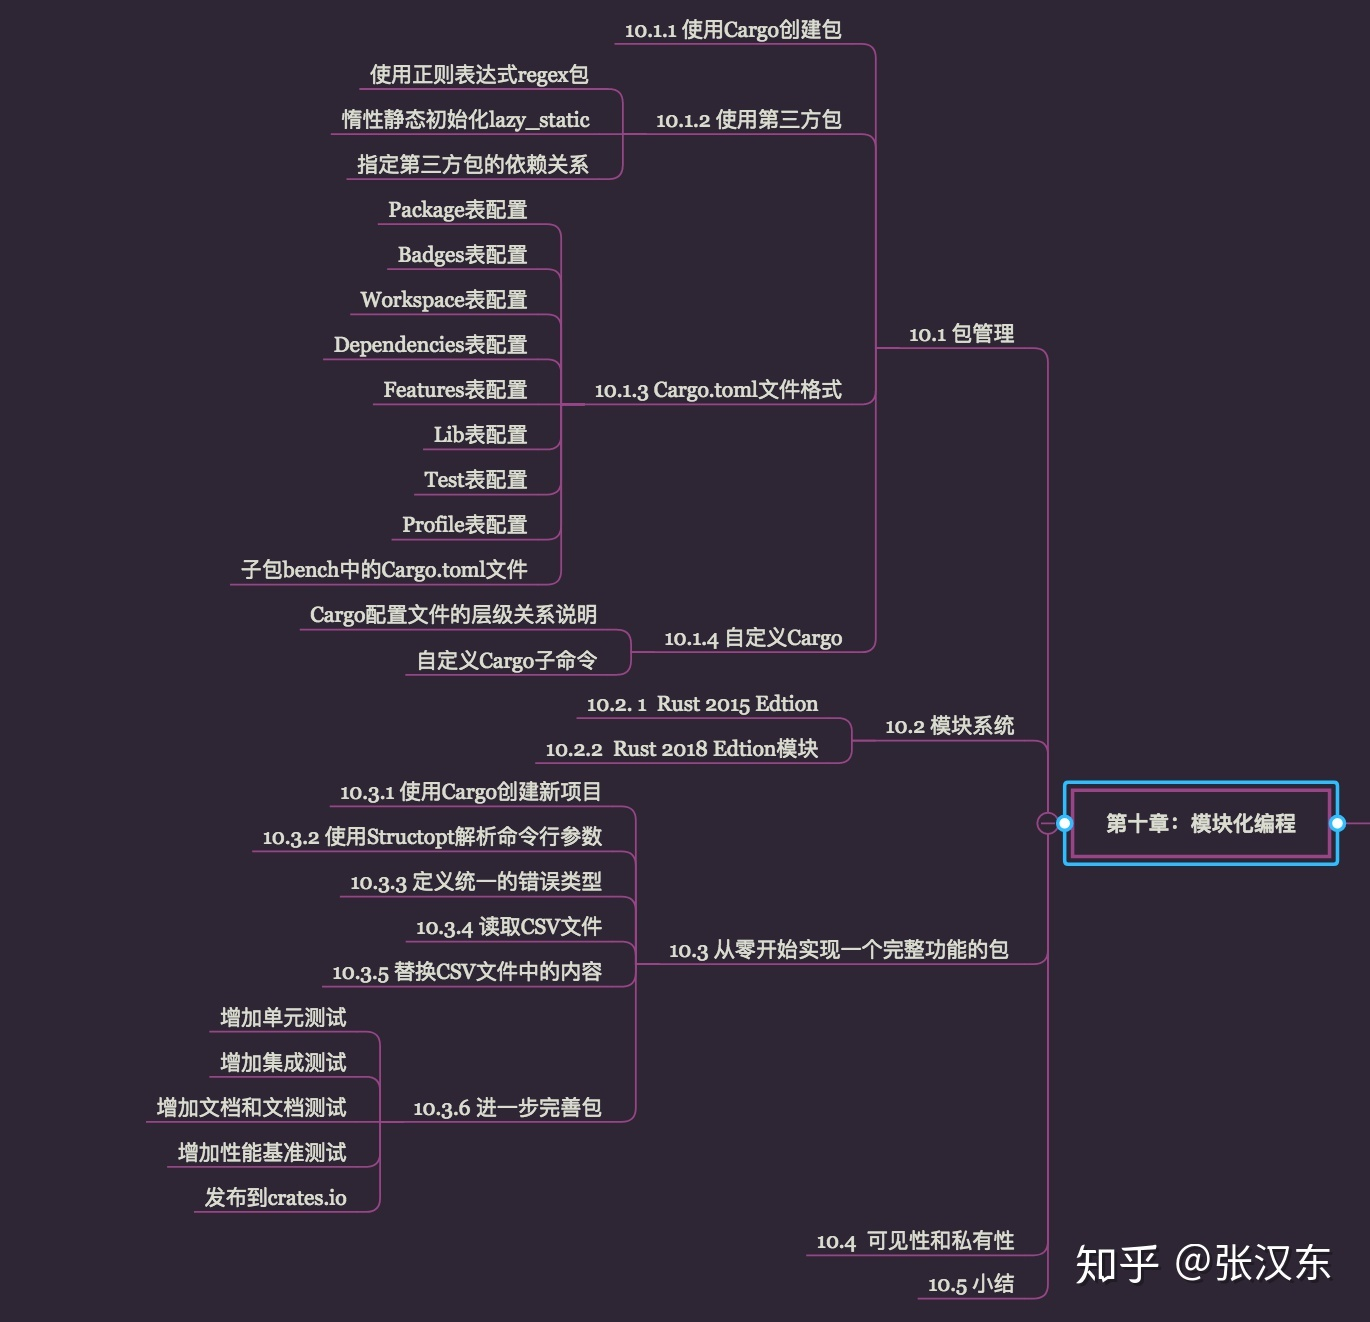 第十章：模块化编程
10.1 包管理
10.1.1 使用Cargo创建包
10.1.2 使用第三方包
使用正则表达式regex包
惰性静态初始化lazy_static
指定第三方包的依赖关系
10.1.3 Cargo.toml文件格式
Package表配置
Badges表配置
Workspace表配置
Dependencies表配置
Features表配置
Lib表配置
Test表配置
Profile表配置
子包bench中的Cargo.toml文件
10.1.4 自定义Cargo
Cargo配置文件的层级关系说明
自定义Cargo子命令
10.2 模块系统
10.2. 1  Rust 2015 Edtion
10.2.2  Rust 2018 Edtion模块
10.3 从零开始实现一个完整功能的包
10.3.1 使用Cargo创建新项目
10.3.2 使用Structopt解析命令行参数
10.3.3 定义统一的错误类型
10.3.4 读取CSV文件
10.3.5 替换CSV文件中的内容
10.3.6 进一步完善包
增加单元测试
增加集成测试
增加文档和文档测试
增加性能基准测试
发布到crates.io
10.4  可见性和私有性
10.5 小结
知乎 @张汉东